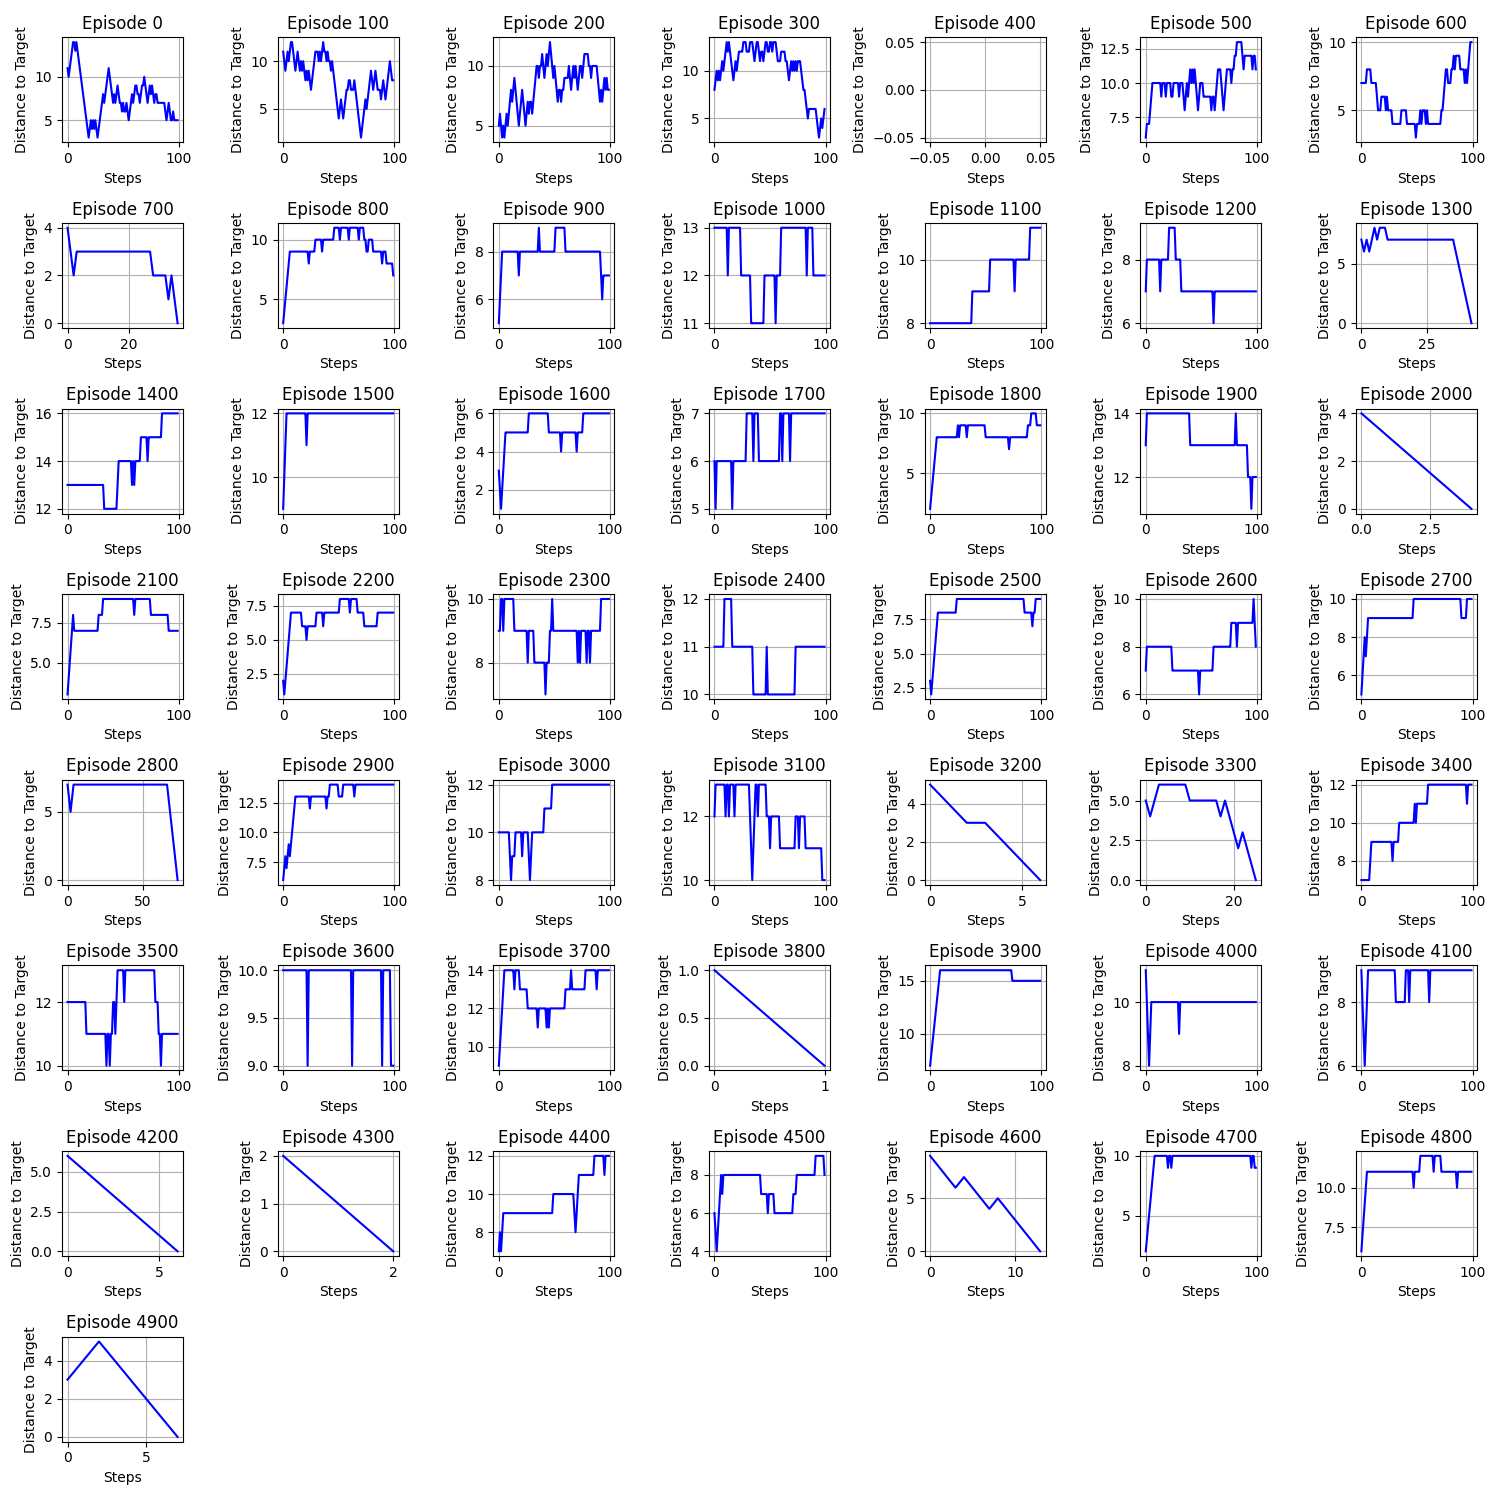 Episode 0 Episode 100 Episode 200 Episode 300 Episode 400 Episode 500 Episode 600
Distance to Target Distance to Target Distance to Target Distance to Target Distance to Target Distance to Target Distance to Target
10 5 10 5 10 5 10 5 0.05 0.00 −0.05 12.5 10.0 7.5 10 5
0 100 0 100 0 100 0 100 −0.05 0.00 0.05 0 100 0 100
Steps Steps Steps Steps Steps Steps Steps
Episode 700 Episode 800 Episode 900 Episode 1000 Episode 1100 Episode 1200 Episode 1300
Distance to Target Distance to Target Distance to Target Distance to Target Distance to Target Distance to Target Distance to Target
4 2 0 10 5 8 6 13 12 11 10 8 8 6 5 0
0 20 0 100 0 100 0 100 0 100 0 100 0 25
Steps Steps Steps Steps Steps Steps Steps
Episode 1400 Episode 1500 Episode 1600 Episode 1700 Episode 1800 Episode 1900 Episode 2000
Distance to Target Distance to Target Distance to Target Distance to Target Distance to Target Distance to Target Distance to Target
16 14 12 12 10 6 4 2 7 6 5 10 5 14 12 4 2 0
0 100 0 100 0 100 0 100 0 100 0 100 0.0 2.5
Steps Steps Steps Steps Steps Steps Steps
Episode 2100 Episode 2200 Episode 2300 Episode 2400 Episode 2500 Episode 2600 Episode 2700
Distance to Target Distance to Target Distance to Target Distance to Target Distance to Target Distance to Target Distance to Target
7.5 5.0 7.5 5.0 2.5 10 8 12 11 10 7.5 5.0 2.5 10 8 6 10 8 6
0 100 0 100 0 100 0 100 0 100 0 100 0 100
Steps Steps Steps Steps Steps Steps Steps
Episode 2800 Episode 2900 Episode 3000 Episode 3100 Episode 3200 Episode 3300 Episode 3400
Distance to Target Distance to Target Distance to Target Distance to Target Distance to Target Distance to Target Distance to Target
5 0 12.5 10.0 7.5 12 10 8 12 10 4 2 0 5.0 2.5 0.0 12 10 8
0 50 0 100 0 100 0 100 0 5 0 20 0 100
Steps Steps Steps Steps Steps Steps Steps
Episode 3500 Episode 3600 Episode 3700 Episode 3800 Episode 3900 Episode 4000 Episode 4100
Distance to Target Distance to Target Distance to Target Distance to Target Distance to Target Distance to Target Distance to Target
12 10 10.0 9.5 9.0 14 12 10 1.0 0.5 0.0 15 10 10 8 8 6
0 100 0 100 0 100 0 1 0 100 0 100 0 100
Steps Steps Steps Steps Steps Steps Steps
Episode 4200 Episode 4300 Episode 4400 Episode 4500 Episode 4600 Episode 4700 Episode 4800
Distance to Target Distance to Target Distance to Target Distance to Target Distance to Target Distance to Target Distance to Target
5.0 2.5 0.0 2 1 0 12 10 8 8 6 4 5 0 10 5 10.0 7.5
0 5 0 2 0 100 0 100 0 10 0 100 0 100
Steps Steps Steps Steps Steps Steps Steps
Episode 4900
Distance to Target
4 2 0
0 5
Steps